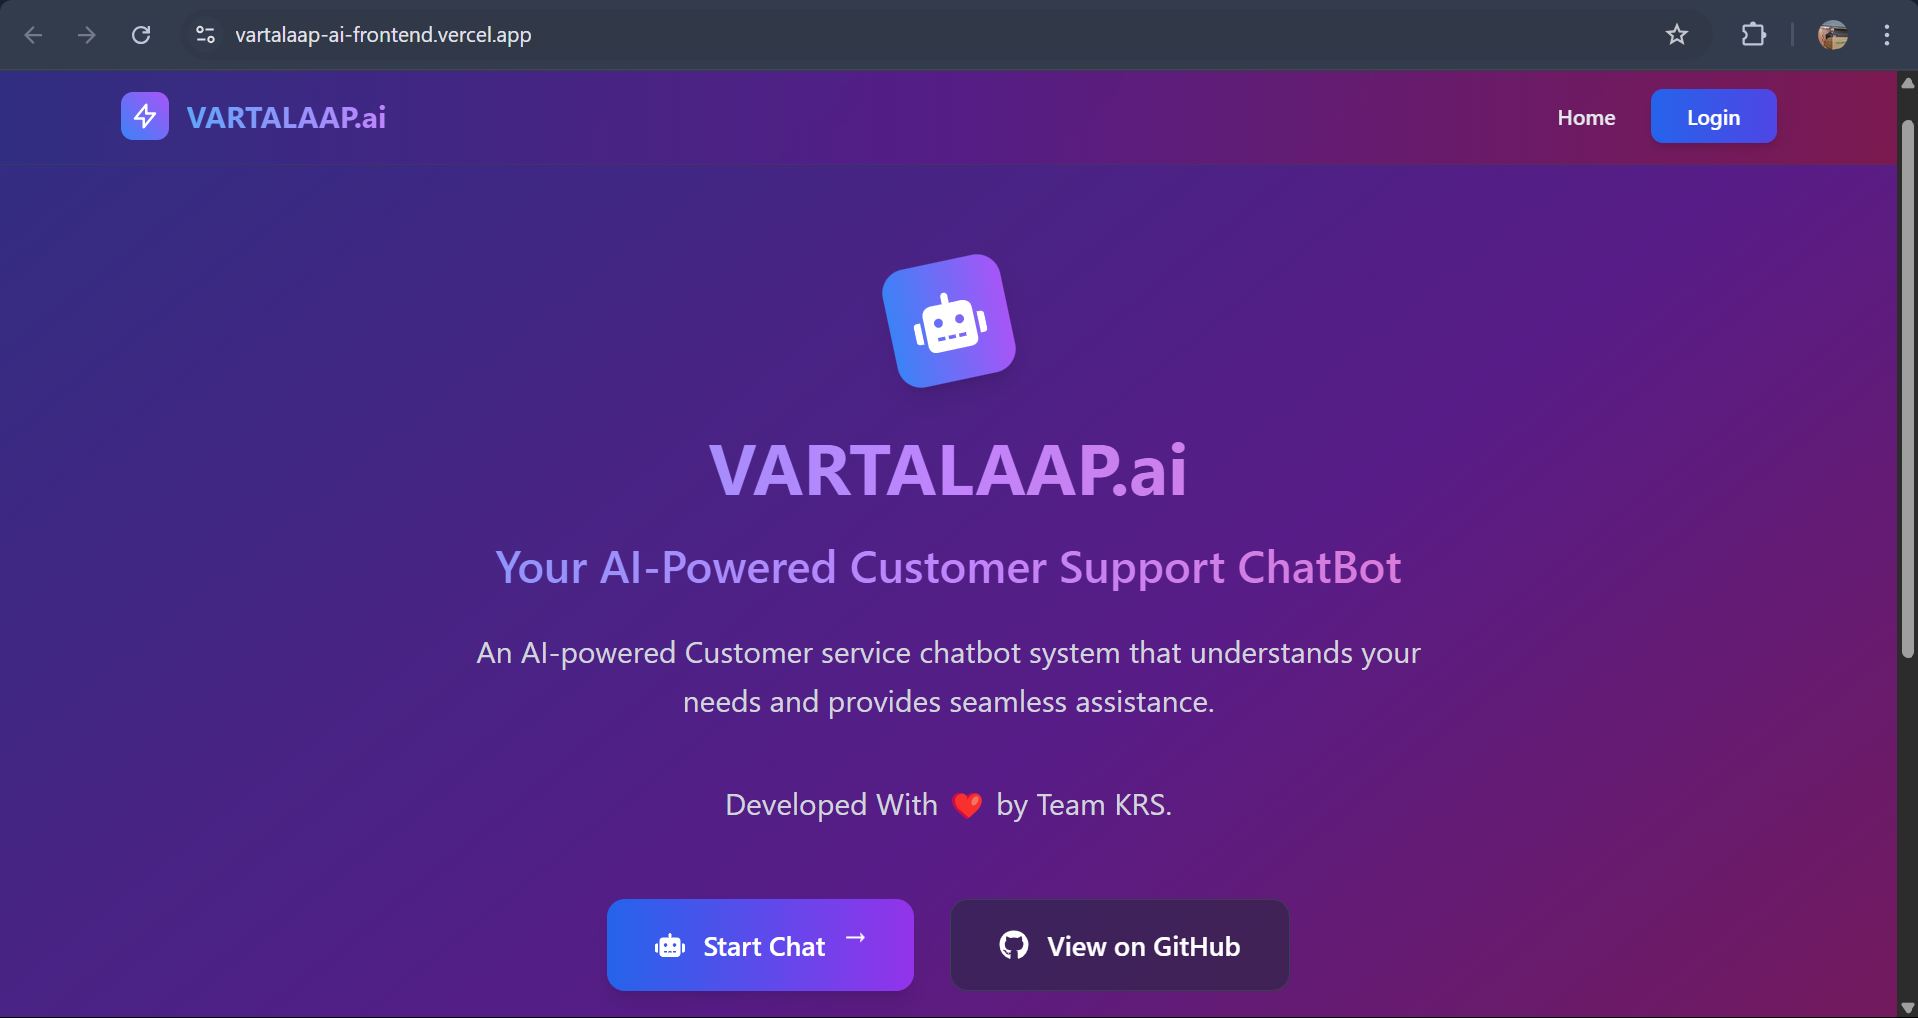 vartalaap-ai-frontend.vercel.app
VARTALAAP.ai
Home
Login
VARTALAAP.ai
Your AI-Powered Customer Support ChatBot
An AI-powered Customer service chatbot system that understands your
needs and provides seamless assistance.
Developed With ❤️ by Team KRS.
Start Chat →
View on GitHub